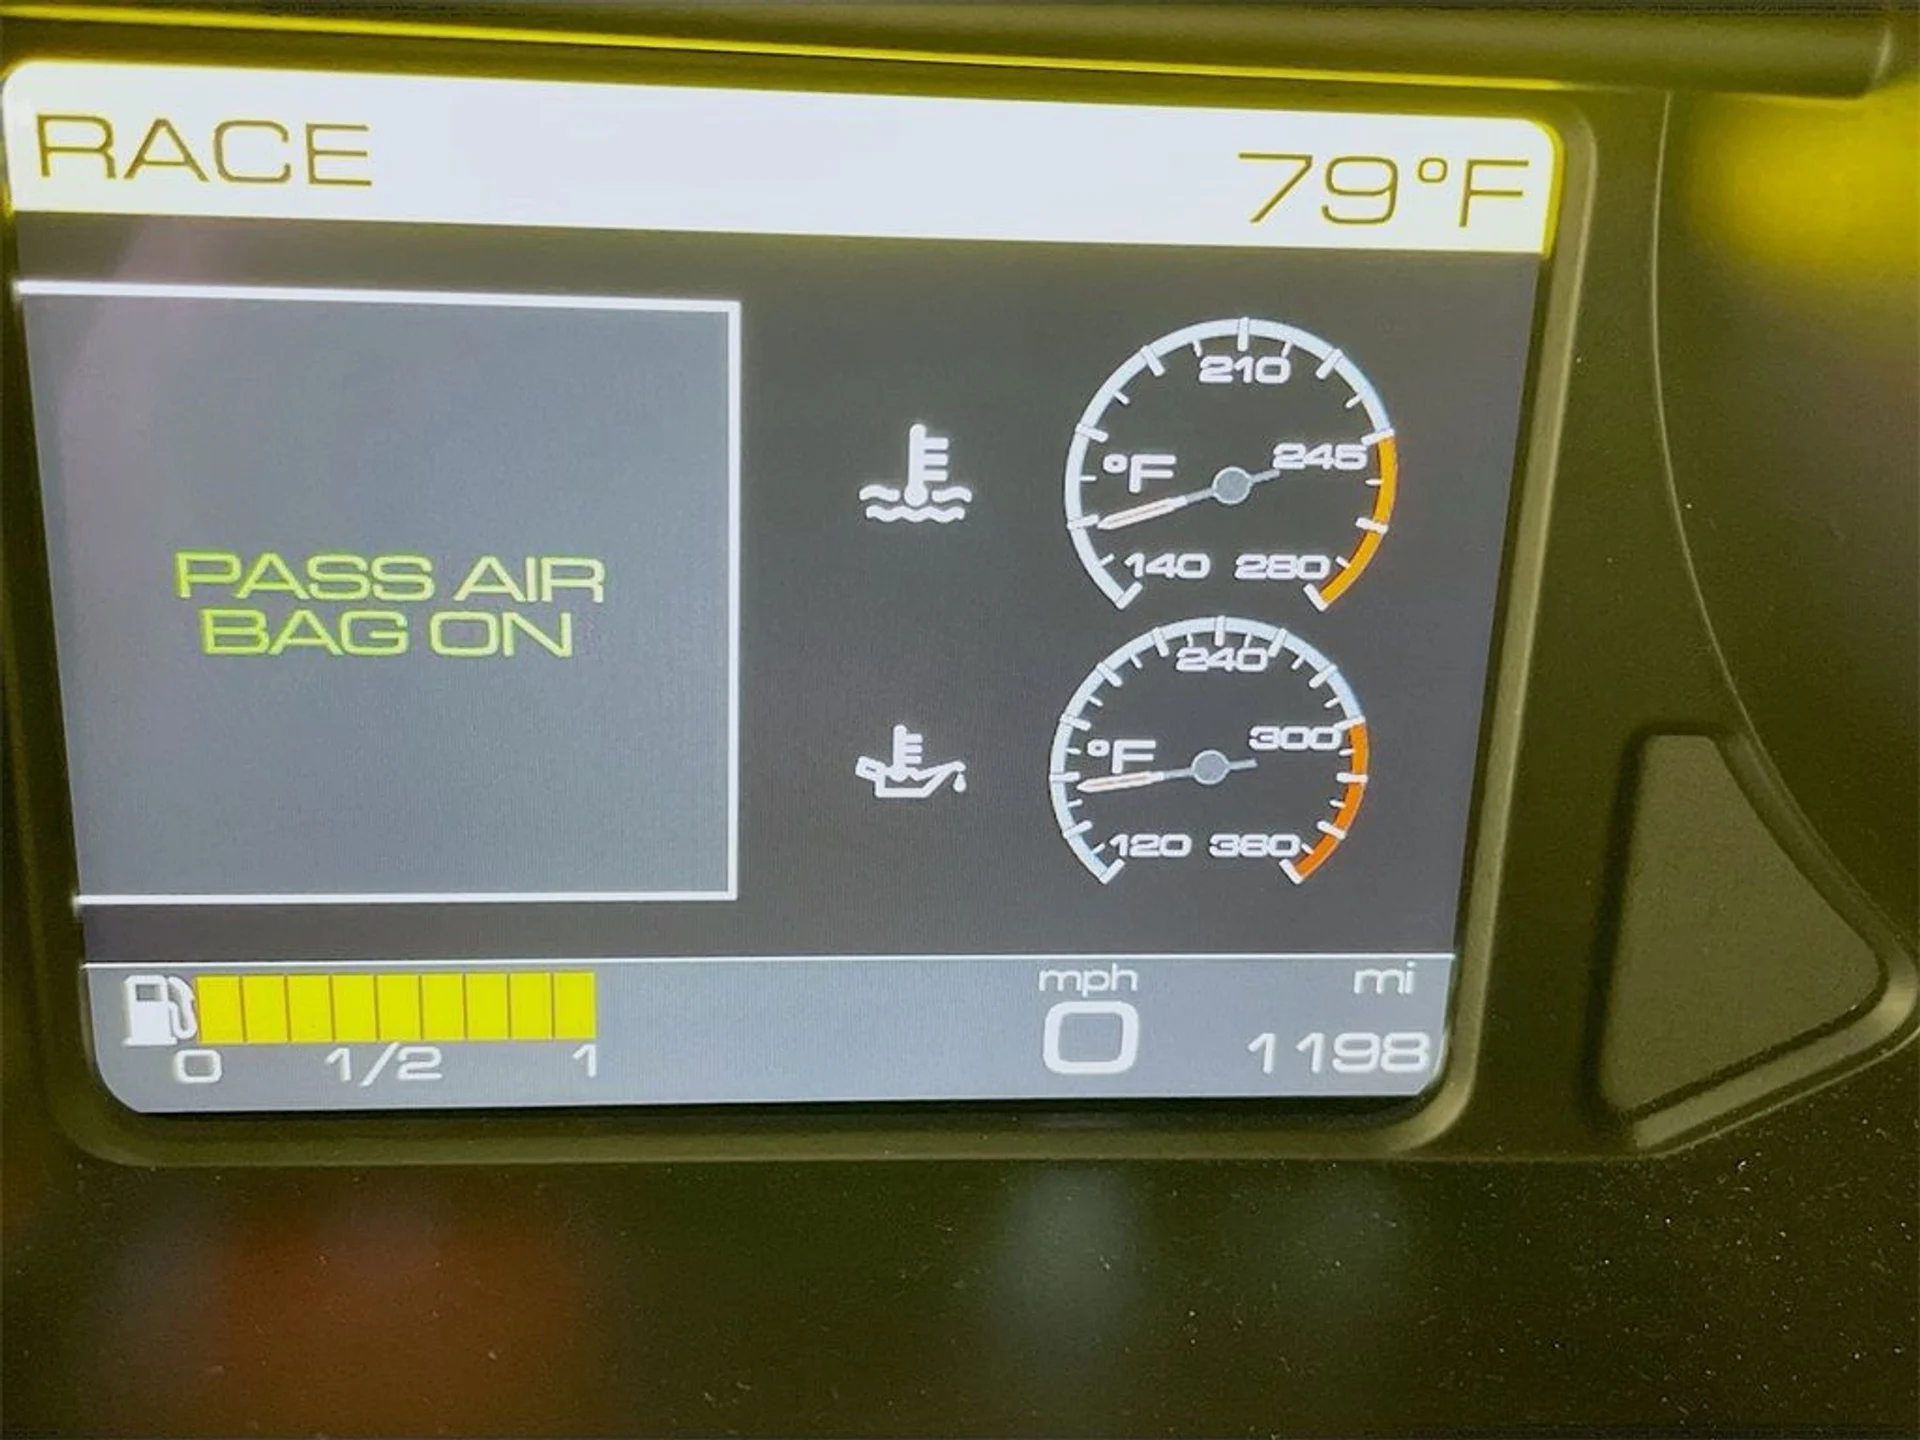 RACE 79°F
PASS AIR
BAG ON
210
245
°F
140 280
240
300
°F
120 360
mph mi
0 1198
0 1/2 1